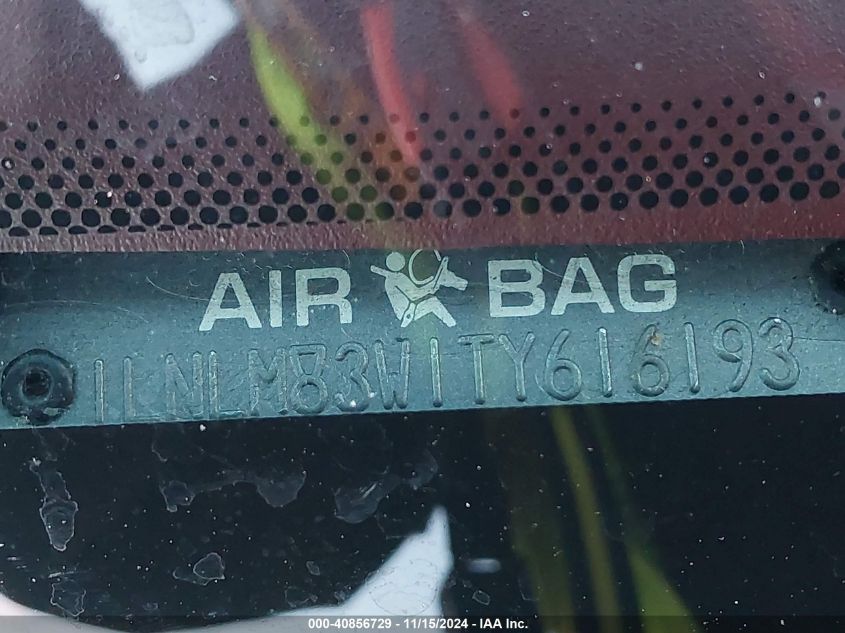 AIR BAG
1LNLM83W1TY616193
000-40856729 - 11/15/2024 - IAA Inc.